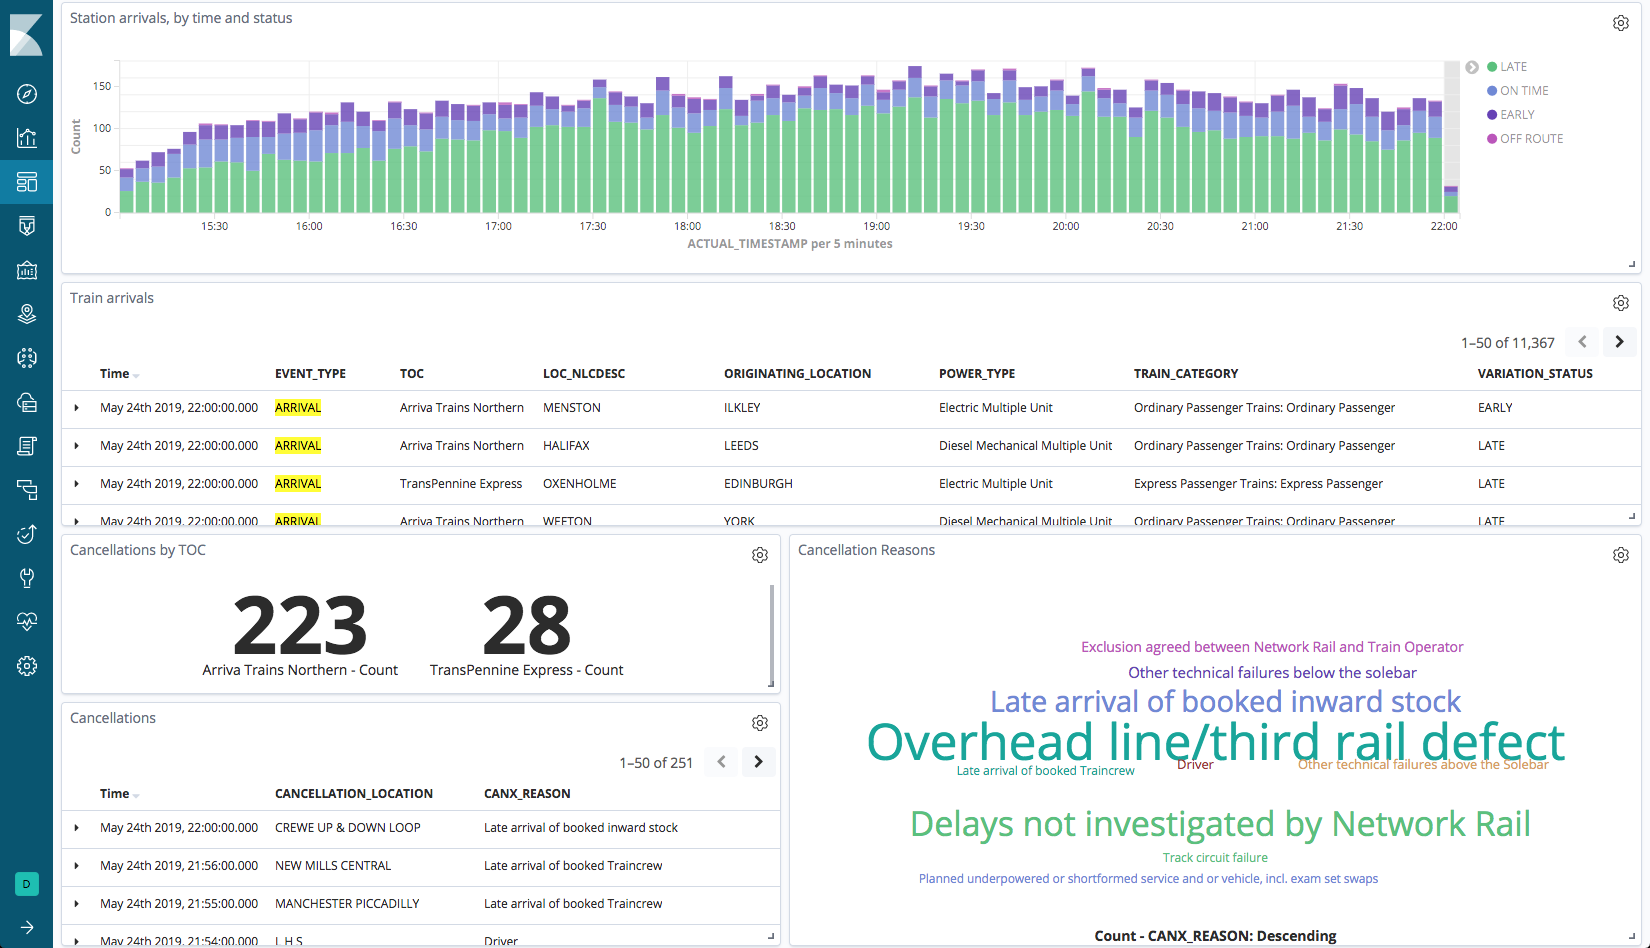 Station arrivals, by time and status
150
100
50
0
Count
15:30 16:00 16:30 17:00 17:30 18:00 18:30 19:00 19:30 20:00 20:30 21:00 21:30 22:00
ACTUAL_TIMESTAMP per 5 minutes
LATE
ON TIME
EARLY
OFF ROUTE
Train arrivals
1–50 of 11,367
Time EVENT_TYPE TOC LOC_NLCDESC ORIGINATING_LOCATION POWER_TYPE TRAIN_CATEGORY VARIATION_STATUS
May 24th 2019, 22:00:00.000 ARRIVAL Arriva Trains Northern MENSTON ILKLEY Electric Multiple Unit Ordinary Passenger Trains: Ordinary Passenger EARLY
May 24th 2019, 22:00:00.000 ARRIVAL Arriva Trains Northern HALIFAX LEEDS Diesel Mechanical Multiple Unit Ordinary Passenger Trains: Ordinary Passenger LATE
May 24th 2019, 22:00:00.000 ARRIVAL TransPennine Express OXENHOLME EDINBURGH Electric Multiple Unit Express Passenger Trains: Express Passenger LATE
May 24th 2019, 22:00:00.000 ARRIVAL Arriva Trains Northern YORK Diesel Mechanical Multiple Unit Ordinary Passenger Trains: Ordinary Passenger LATE
Cancellations by TOC
223 28
Arriva Trains Northern - Count TransPennine Express - Count
Cancellations
1–50 of 251
Time CANCELLATION_LOCATION CANX_REASON
May 24th 2019, 22:00:00.000 CREWE UP & DOWN LOOP Late arrival of booked inward stock
May 24th 2019, 21:56:00.000 NEW MILLS CENTRAL Late arrival of booked Traincrew
May 24th 2019, 21:55:00.000 MANCHESTER PICCADILLY Late arrival of booked Traincrew
May 24th 2019, 21:54:00.000 L H S Driver
Cancellation Reasons
Exclusion agreed between Network Rail and Train Operator
Other technical failures below the solebar
Late arrival of booked inward stock
Overhead line/third rail defect
Late arrival of booked Traincrew
Driver
Other technical failures above the Solebar
Delays not investigated by Network Rail
Track circuit failure
Planned underpowered or shortformed service and or vehicle, incl. exam set swaps
Count - CANX_REASON: Descending
D